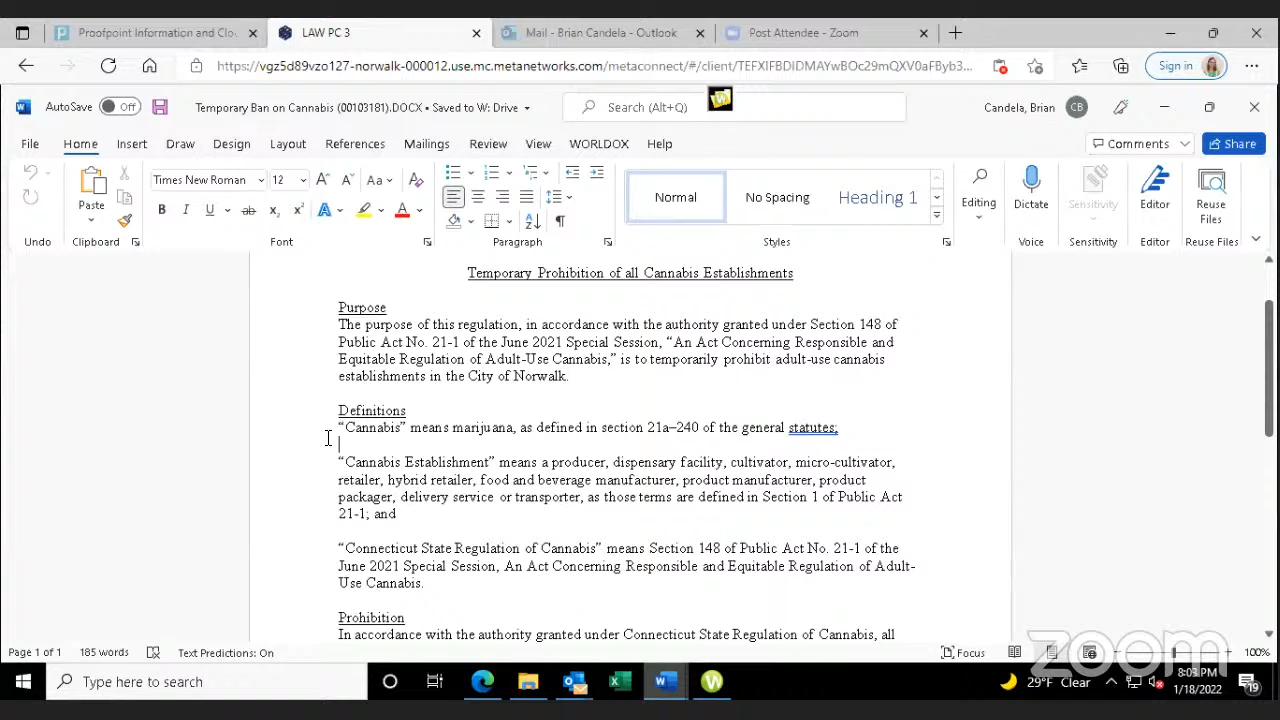 Proofpoint Information and Clo
LAW PC 3
Mail - Brian Candela - Outlook
Post Attendee - Zoom
https://vgz5d89vzo127-norwalk-000012.use.mc.metanetworks.com/metaconnect/#/client/TEFXIFBDIDMAYwBOc29mQXV0aFByb3...
Sign in
AutoSave Off
Temporary Ban on Cannabis (00103181).DOCX • Saved to W: Drive
Search (Alt+Q)
Candela, Brian CB
File Home Insert Draw Design Layout References Mailings Review View WORLDOX Help
Comments Share
Times New Roman 12
Paste
Normal No Spacing Heading 1
Editing Dictate Sensitivity Editor Reuse Files
Undo Clipboard Font Paragraph Styles Voice Sensitivity Editor Reuse Files
Temporary Prohibition of all Cannabis Establishments
Purpose
The purpose of this regulation, in accordance with the authority granted under Section 148 of
Public Act No. 21-1 of the June 2021 Special Session, “An Act Concerning Responsible and
Equitable Regulation of Adult-Use Cannabis,” is to temporarily prohibit adult-use cannabis
establishments in the City of Norwalk.
Definitions
“Cannabis” means marijuana, as defined in section 21a–240 of the general statutes;
“Cannabis Establishment” means a producer, dispensary facility, cultivator, micro-cultivator,
retailer, hybrid retailer, food and beverage manufacturer, product manufacturer, product
packager, delivery service or transporter, as those terms are defined in Section 1 of Public Act
21-1; and
“Connecticut State Regulation of Cannabis” means Section 148 of Public Act No. 21-1 of the
June 2021 Special Session, An Act Concerning Responsible and Equitable Regulation of Adult-
Use Cannabis.
Prohibition
In accordance with the authority granted under Connecticut State Regulation of Cannabis, all
Page 1 of 1 185 words Text Predictions: On
Focus
100%
zoom
Type here to search
29°F Clear
8:03 PM
1/18/2022
19